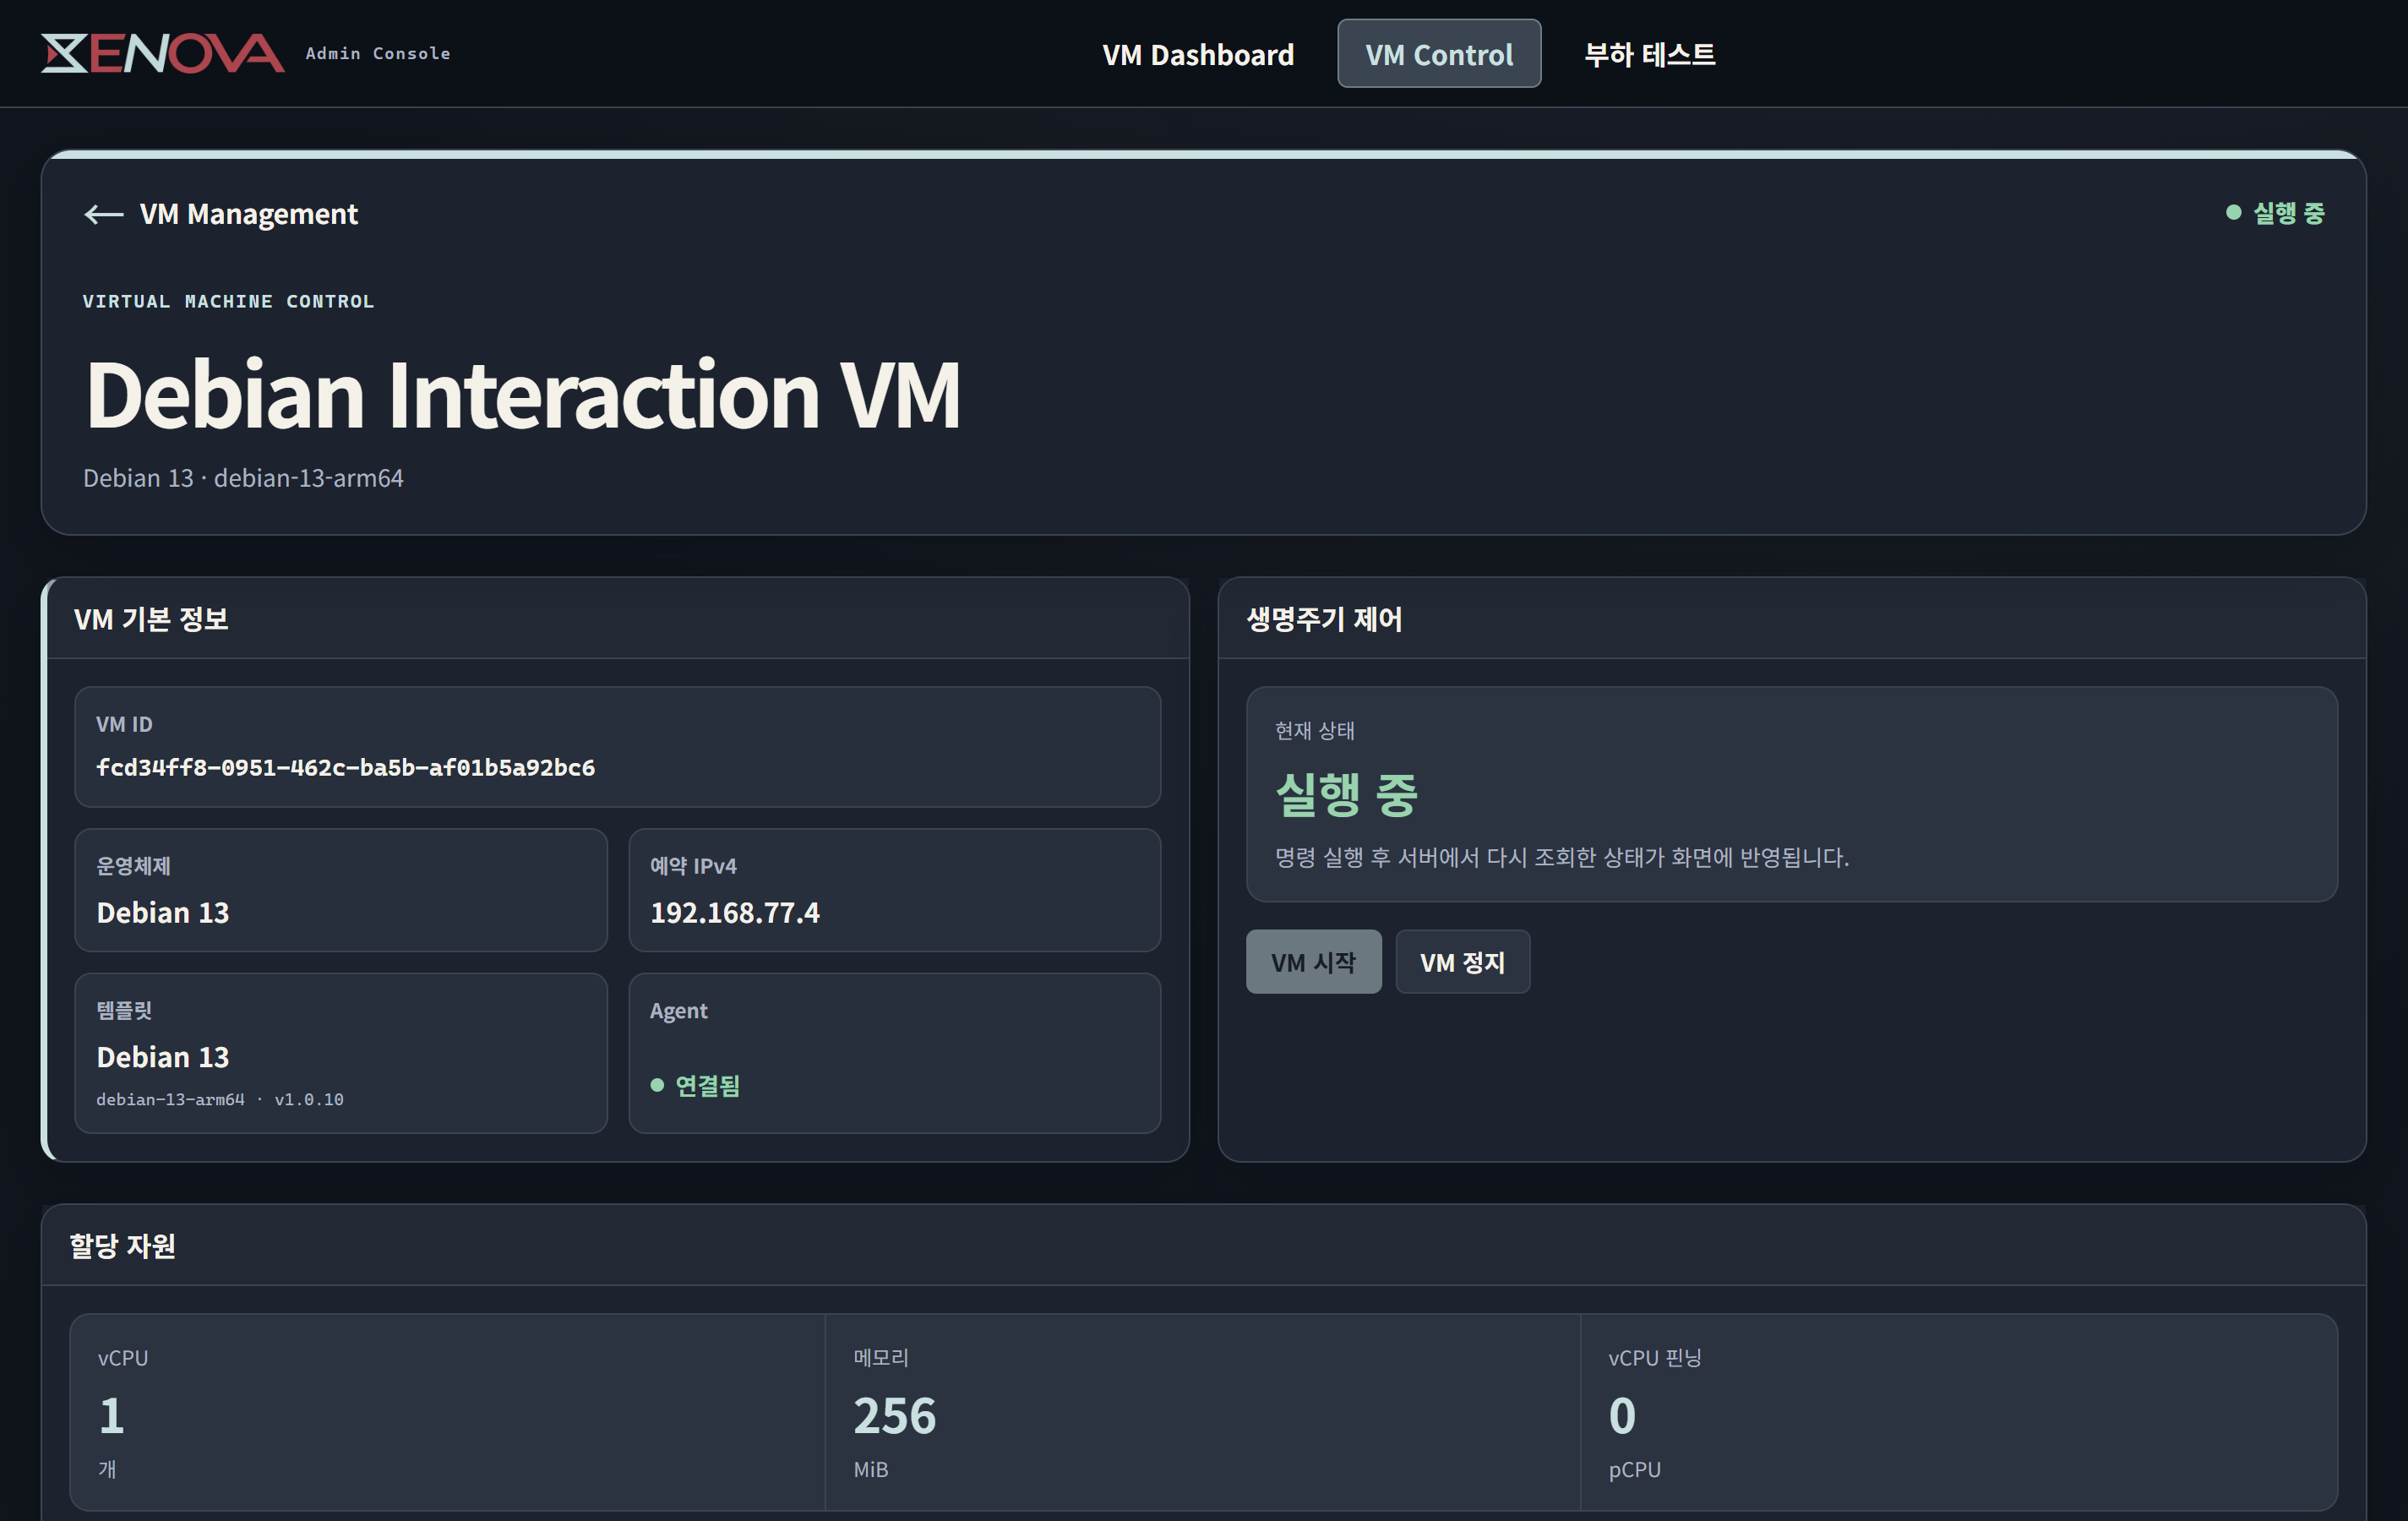 XENOVA Admin Console
VM Dashboard
VM Control
부하 테스트
← VM Management
실행 중
VIRTUAL MACHINE CONTROL
Debian Interaction VM
Debian 13 · debian-13-arm64
VM 기본 정보
VM ID
fcd34ff8-0951-462c-ba5b-af01b5a92bc6
운영체제
Debian 13
예약 IPv4
192.168.77.4
템플릿
Debian 13
debian-13-arm64 · v1.0.10
Agent
연결됨
생명주기 제어
현재 상태
실행 중
명령 실행 후 서버에서 다시 조회한 상태가 화면에 반영됩니다.
VM 시작
VM 정지
할당 자원
vCPU
1
개
메모리
256
MiB
vCPU 핀닝
0
pCPU